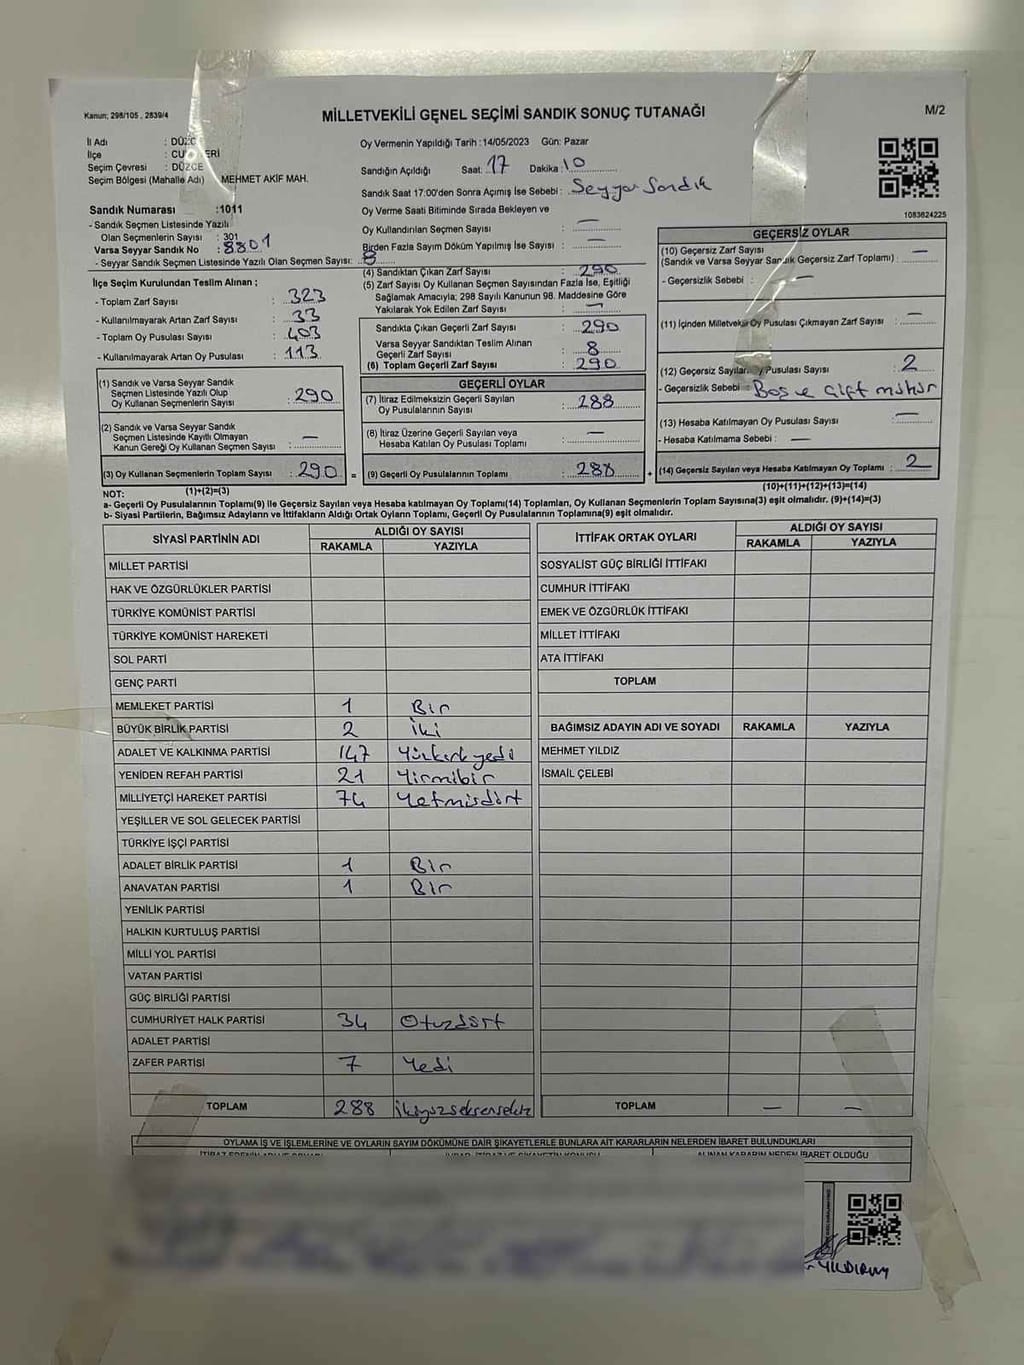 Kanun; 298/105 , 2839/4
MİLLETVEKİLİ GENEL SEÇİMİ SANDIK SONUÇ TUTANAĞI
M/2
İl Adı :
İlçe :
Seçim Çevresi : DÜZCE
Seçim Bölgesi (Mahalle Adı) MEHMET AKİF MAH.
Sandık Numarası :1011
- Sandık Seçmen Listesinde Yazılı
Olan Seçmenlerin Sayısı : 301
Varsa Seyyar Sandık No : 8801
- Seyyar Sandık Seçmen Listesinde Yazılı Olan Seçmen Sayısı: 8
Oy Vermenin Yapıldığı Tarih :14/05/2023 Gün: Pazar
Sandığın Açıldığı Saat: 17 Dakika : 10
Sandık Saat 17:00'den Sonra Açımış İse Sebebi : Seyyar Sandık
Oy Verme Saati Bitiminde Sırada Bekleyen ve
Oy Kullandırılan Seçmen Sayısı : —
Birden Fazla Sayım Döküm Yapılmış İse Sayısı : —
1083624225
İlçe Seçim Kurulundan Teslim Alınan ;
- Toplam Zarf Sayısı : 323
- Kullanılmayarak Artan Zarf Sayısı : 33
- Toplam Oy Pusulası Sayısı : 403
- Kullanılmayarak Artan Oy Pusulası : 113
(1) Sandık ve Varsa Seyyar Sandık
Seçmen Listesinde Yazılı Olup
Oy Kullanan Seçmenlerin Sayısı : 290
(2) Sandık ve Varsa Seyyar Sandık
Seçmen Listesinde Kayıtlı Olmayan
Kanun Gereği Oy Kullanan Seçmen Sayısı : —
(3) Oy Kullanan Seçmenlerin Toplam Sayısı : 290 =
(1)+(2)=(3)
(4) Sandıktan Çıkan Zarf Sayısı : 290
(5) Zarf Sayısı Oy Kullanan Seçmen Sayısından Fazla İse, Eşitliği
Sağlamak Amacıyla; 298 Sayılı Kanunun 98. Maddesine Göre
Yakılarak Yok Edilen Zarf Sayısı : —
Sandıkta Çıkan Geçerli Zarf Sayısı : 290
Varsa Seyyar Sandıktan Teslim Alınan
Geçerli Zarf Sayısı : 8
(6) Toplam Geçerli Zarf Sayısı : 290
GEÇERLİ OYLAR
(7) İtiraz Edilmeksizin Geçerli Sayılan
Oy Pusulalarının Sayısı : 288
(8) İtiraz Üzerine Geçerli Sayılan veya
Hesaba Katılan Oy Pusulası Toplamı : —
(9) Geçerli Oy Pusulalarının Toplamı : 288 +
GEÇERSİZ OYLAR
(10) Geçersiz Zarf Sayısı
(Sandık ve Varsa Seyyar Sandık Geçersiz Zarf Toplamı) : —
- Geçersizlik Sebebi : —
(11) İçinden Milletvekili Oy Pusulası Çıkmayan Zarf Sayısı : —
(12) Geçersiz Sayılan Oy Pusulası Sayısı : 2
- Geçersizlik Sebebi : Boş ve Çift mühür
(13) Hesaba Katılmayan Oy Pusulası Sayısı : —
- Hesaba Katılmama Sebebi : —
(14) Geçersiz Sayılan veya Hesaba Katılmayan Oy Toplamı : 2
(10)+(11)+(12)+(13)=(14)
NOT:
a- Geçerli Oy Pusulalarının Toplamı(9) ile Geçersiz Sayılan veya Hesaba katılmayan Oy Toplamı(14) Toplamları, Oy Kullanan Seçmenlerin Toplam Sayısına(3) eşit olmalıdır. (9)+(14)=(3)
b- Siyasi Partilerin, Bağımsız Adayların ve İttifakların Aldığı Ortak Oyların Toplamı, Geçerli Oy Pusulalarının Toplamına(9) eşit olmalıdır.
SİYASİ PARTİNİN ADI
ALDIĞI OY SAYISI
RAKAMLA YAZIYLA
MİLLET PARTİSİ
HAK VE ÖZGÜRLÜKLER PARTİSİ
TÜRKİYE KOMÜNİST PARTİSİ
TÜRKİYE KOMÜNİST HAREKETİ
SOL PARTİ
GENÇ PARTİ
MEMLEKET PARTİSİ 1 Bir
BÜYÜK BİRLİK PARTİSİ 2 İki
ADALET VE KALKINMA PARTİSİ 147 Yüzkırk yedi
YENİDEN REFAH PARTİSİ 21 Yirmibir
MİLLİYETÇİ HAREKET PARTİSİ 74 Yetmişdört
YEŞİLLER VE SOL GELECEK PARTİSİ
TÜRKİYE İŞÇİ PARTİSİ
ADALET BİRLİK PARTİSİ 1 Bir
ANAVATAN PARTİSİ 1 Bir
YENİLİK PARTİSİ
HALKIN KURTULUŞ PARTİSİ
MİLLİ YOL PARTİSİ
VATAN PARTİSİ
GÜÇ BİRLİĞİ PARTİSİ
CUMHURİYET HALK PARTİSİ 34 Otuzdört
ADALET PARTİSİ
ZAFER PARTİSİ 7 Yedi
TOPLAM 288 ikiyüzseksensekiz
İTTİFAK ORTAK OYLARI
ALDIĞI OY SAYISI
RAKAMLA YAZIYLA
SOSYALİST GÜÇ BİRLİĞİ İTTİFAKI
CUMHUR İTTİFAKI
EMEK VE ÖZGÜRLÜK İTTİFAKI
MİLLET İTTİFAKI
ATA İTTİFAKI
TOPLAM
BAĞIMSIZ ADAYIN ADI VE SOYADI RAKAMLA YAZIYLA
MEHMET YILDIZ
İSMAİL ÇELEBİ
TOPLAM — —
OYLAMA İŞ VE İŞLEMLERİNE VE OYLARIN SAYIM DÖKÜMÜNE DAİR ŞİKAYETLERLE BUNLARA AİT KARARLARIN NELERDEN İBARET BULUNDUKLARI
ALINAN KARARIN NEDEN İBARET OLDUĞU
YILDIRIM